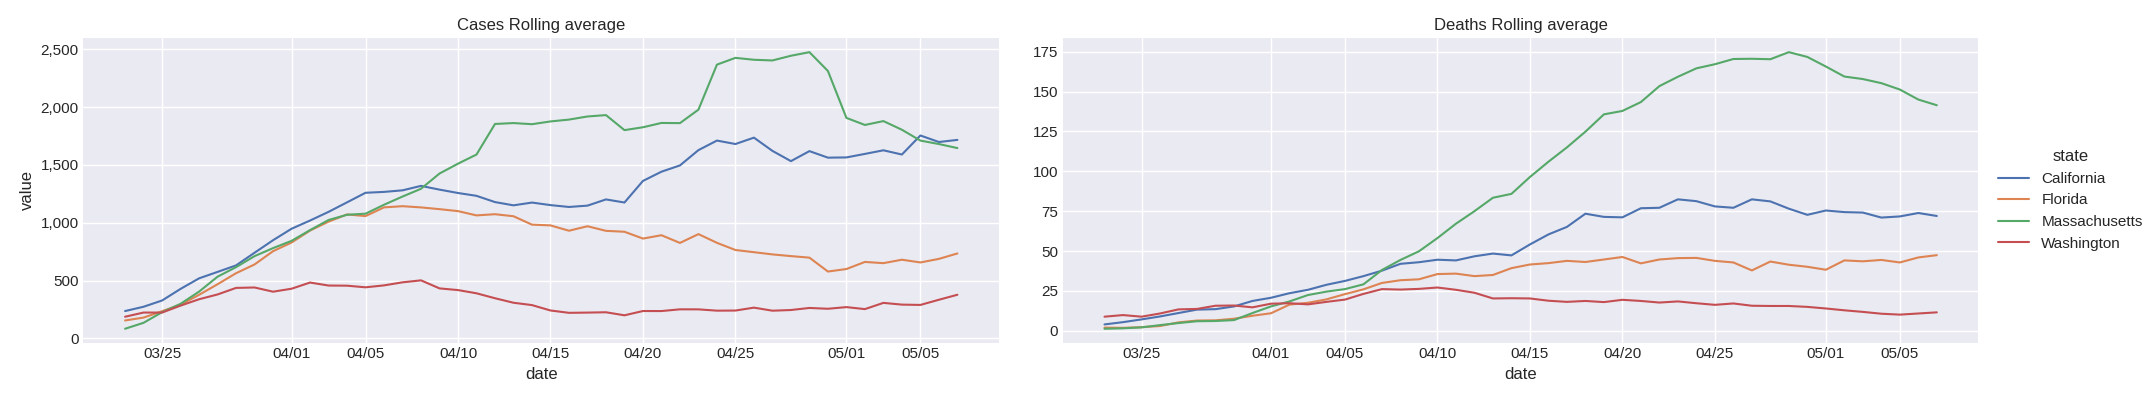 Cases Rolling average
2,500
2,000
1,500
1,000
500
0
value
03/25 04/01 04/05 04/10 04/15 04/20 04/25 05/01 05/05
date
Deaths Rolling average
175
150
125
100
75
50
25
0
03/25 04/01 04/05 04/10 04/15 04/20 04/25 05/01 05/05
date
state
California
Florida
Massachusetts
Washington